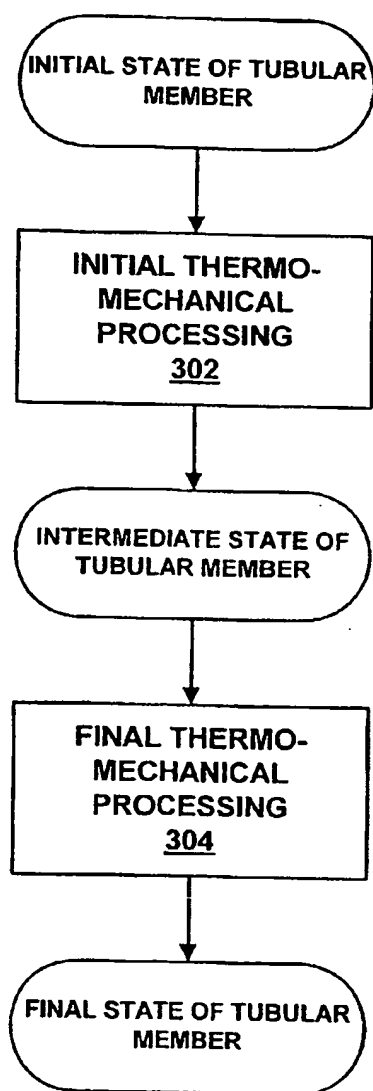 INITIAL STATE OF TUBULAR
MEMBER
INITIAL THERMO-
MECHANICAL
PROCESSING
302
INTERMEDIATE STATE OF
TUBULAR MEMBER
FINAL THERMO-
MECHANICAL
PROCESSING
304
FINAL STATE OF TUBULAR
MEMBER